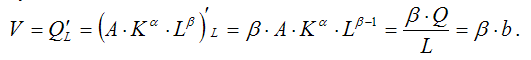 V = Q′_L = (A · K^α · L^β)′_L = β · A · K^α · L^(β−1) = (β · Q)/L = β · b.